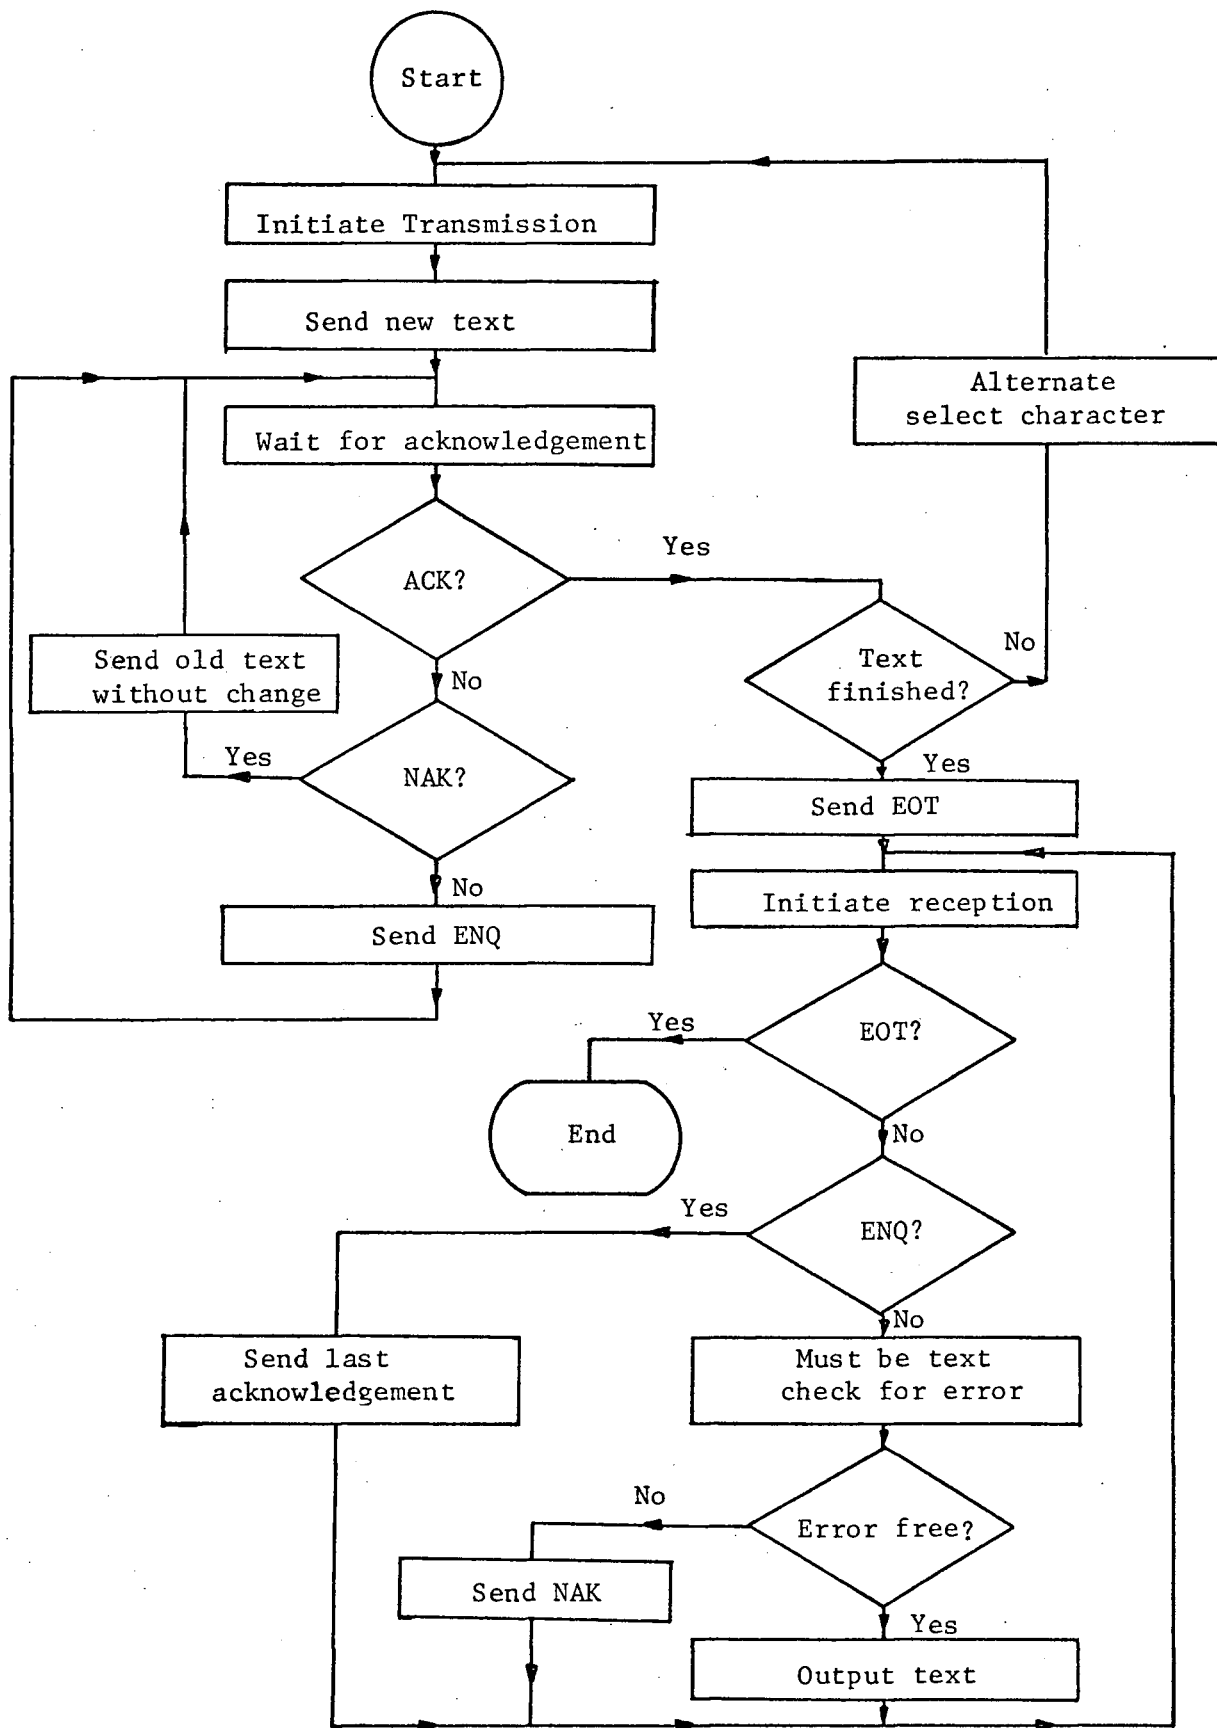 Start
Initiate Transmission
Send new text
Alternate
select character
Wait for acknowledgement
Yes
ACK?
No
Send old text
without change
Text
finished?
No
Yes
NAK?
Yes
Send EOT
No
Initiate reception
Send ENQ
Yes
EOT?
End
No
Yes
ENQ?
No
Send last
acknowledgement
Must be text
check for error
No
Error free?
Send NAK
Yes
Output text